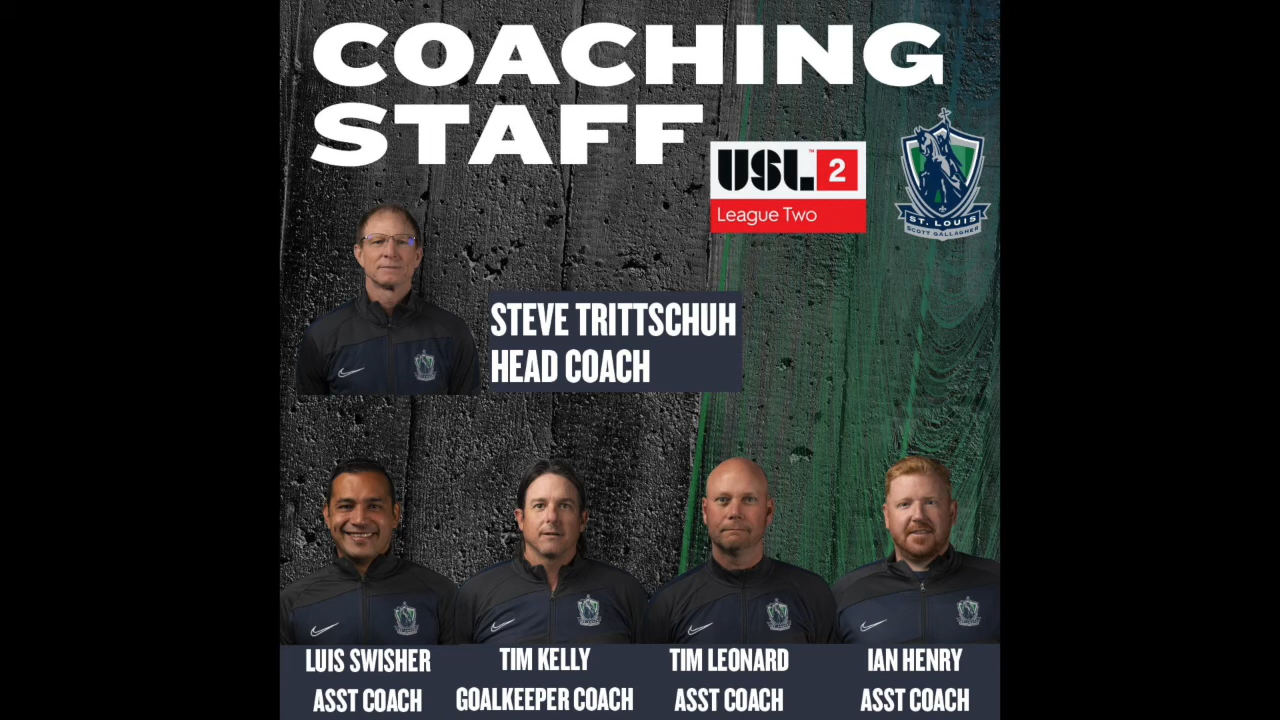 COACHING
STAFF
USL 2
League Two
ST. LOUIS
SCOTT GALLAGHER
STEVE TRITTSCHUH
HEAD COACH
LUIS SWISHER
ASST COACH
TIM KELLY
GOALKEEPER COACH
TIM LEONARD
ASST COACH
IAN HENRY
ASST COACH